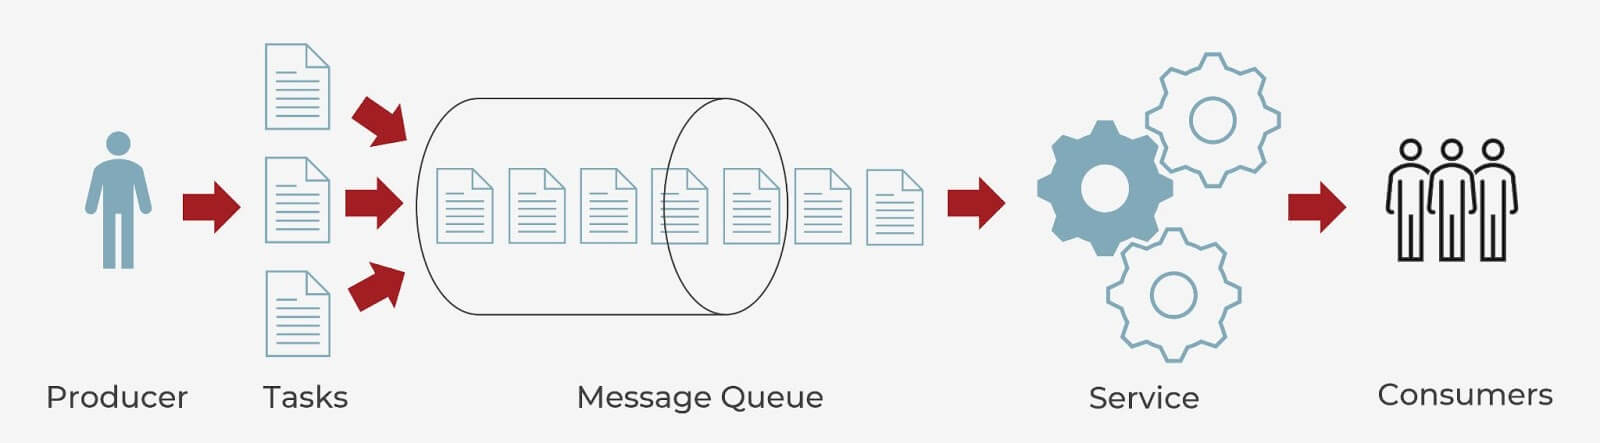 Producer
Tasks
Message Queue
Service
Consumers